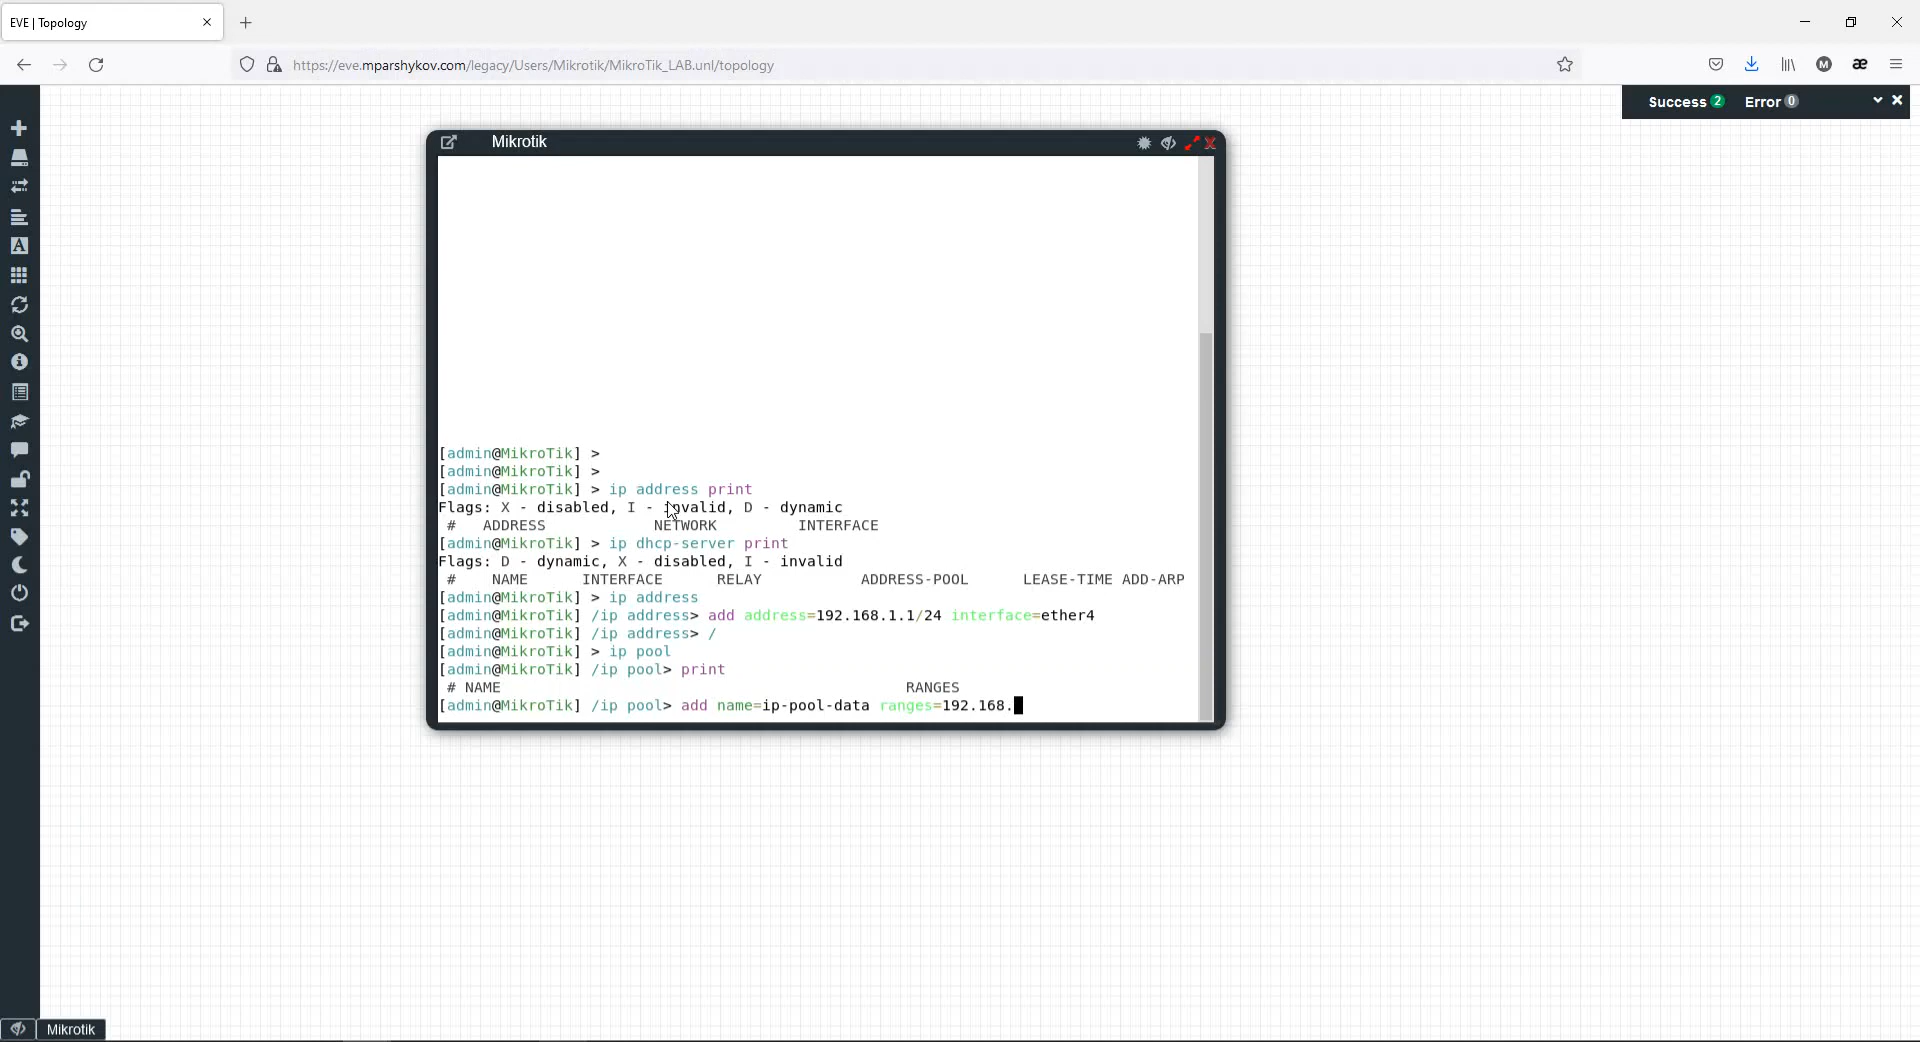 EVE | Topology
https://eve.mparshykov.com/legacy/Users/Mikrotik/MikroTik_LAB.unl/topology
M
æ
Success 2 Error 0
Mikrotik
A
[admin@MikroTik] >
[admin@MikroTik] >
[admin@MikroTik] > ip address print
Flags: X - disabled, I - invalid, D - dynamic
# ADDRESS NETWORK INTERFACE
[admin@MikroTik] > ip dhcp-server print
Flags: D - dynamic, X - disabled, I - invalid
# NAME INTERFACE RELAY ADDRESS-POOL LEASE-TIME ADD-ARP
[admin@MikroTik] > ip address
[admin@MikroTik] /ip address> add address=192.168.1.1/24 interface=ether4
[admin@MikroTik] /ip address> /
[admin@MikroTik] > ip pool
[admin@MikroTik] /ip pool> print
# NAME RANGES
[admin@MikroTik] /ip pool> add name=ip-pool-data ranges=192.168.
Mikrotik